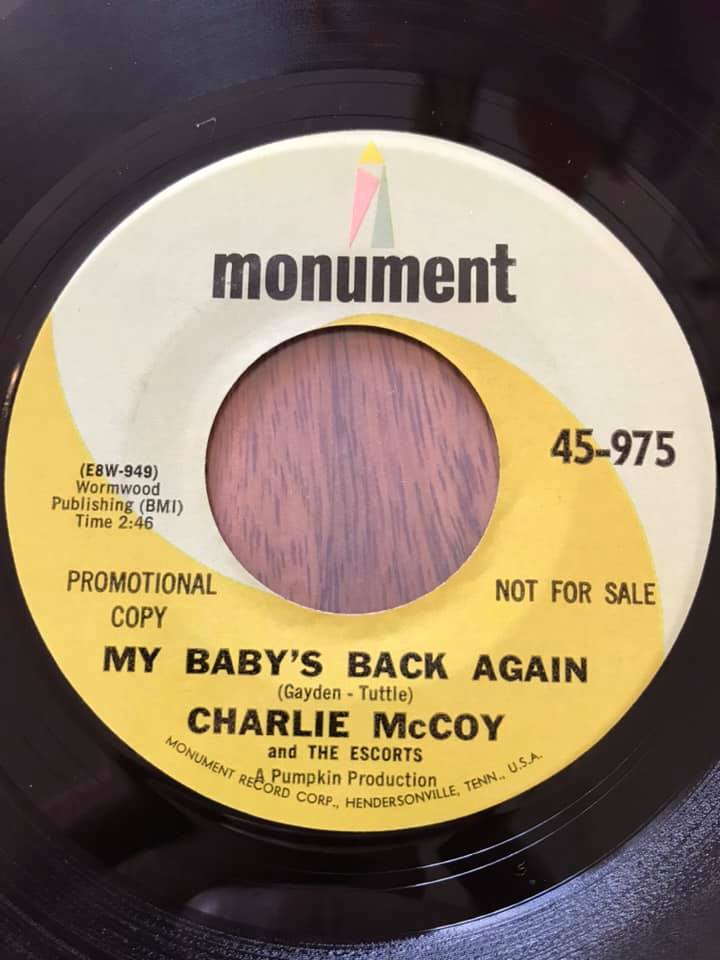 monument
45-975
(E8W-949)
Wormwood
Publishing (BMI)
Time 2:46
PROMOTIONAL
COPY
NOT FOR SALE
MY BABY'S BACK AGAIN
(Gayden - Tuttle)
CHARLIE McCOY
and THE ESCORTS
A Pumpkin Production
MONUMENT RECORD CORP., HENDERSONVILLE, TENN., U.S.A.